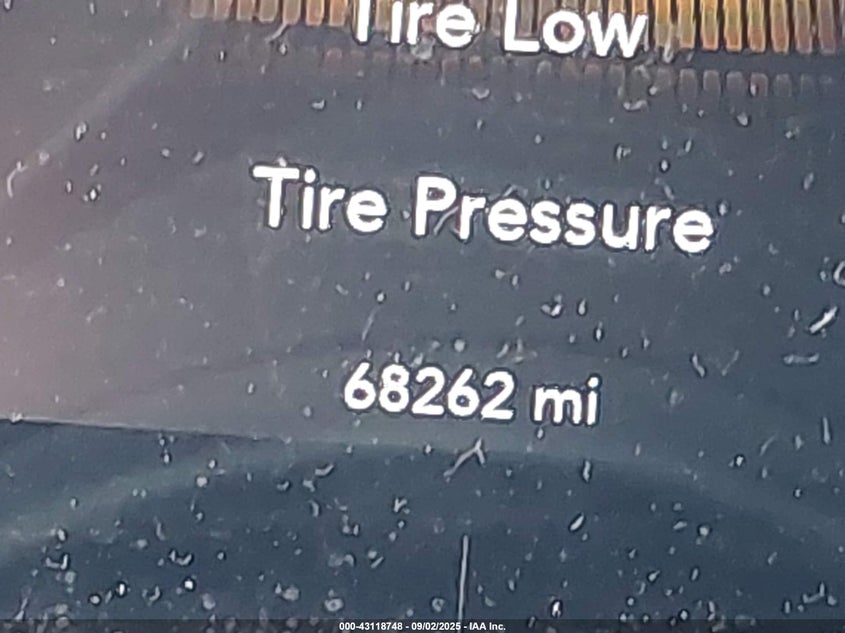 Tire Low
Tire Pressure
68262 mi
000-43118748 - 09/02/2025 - IAA Inc.